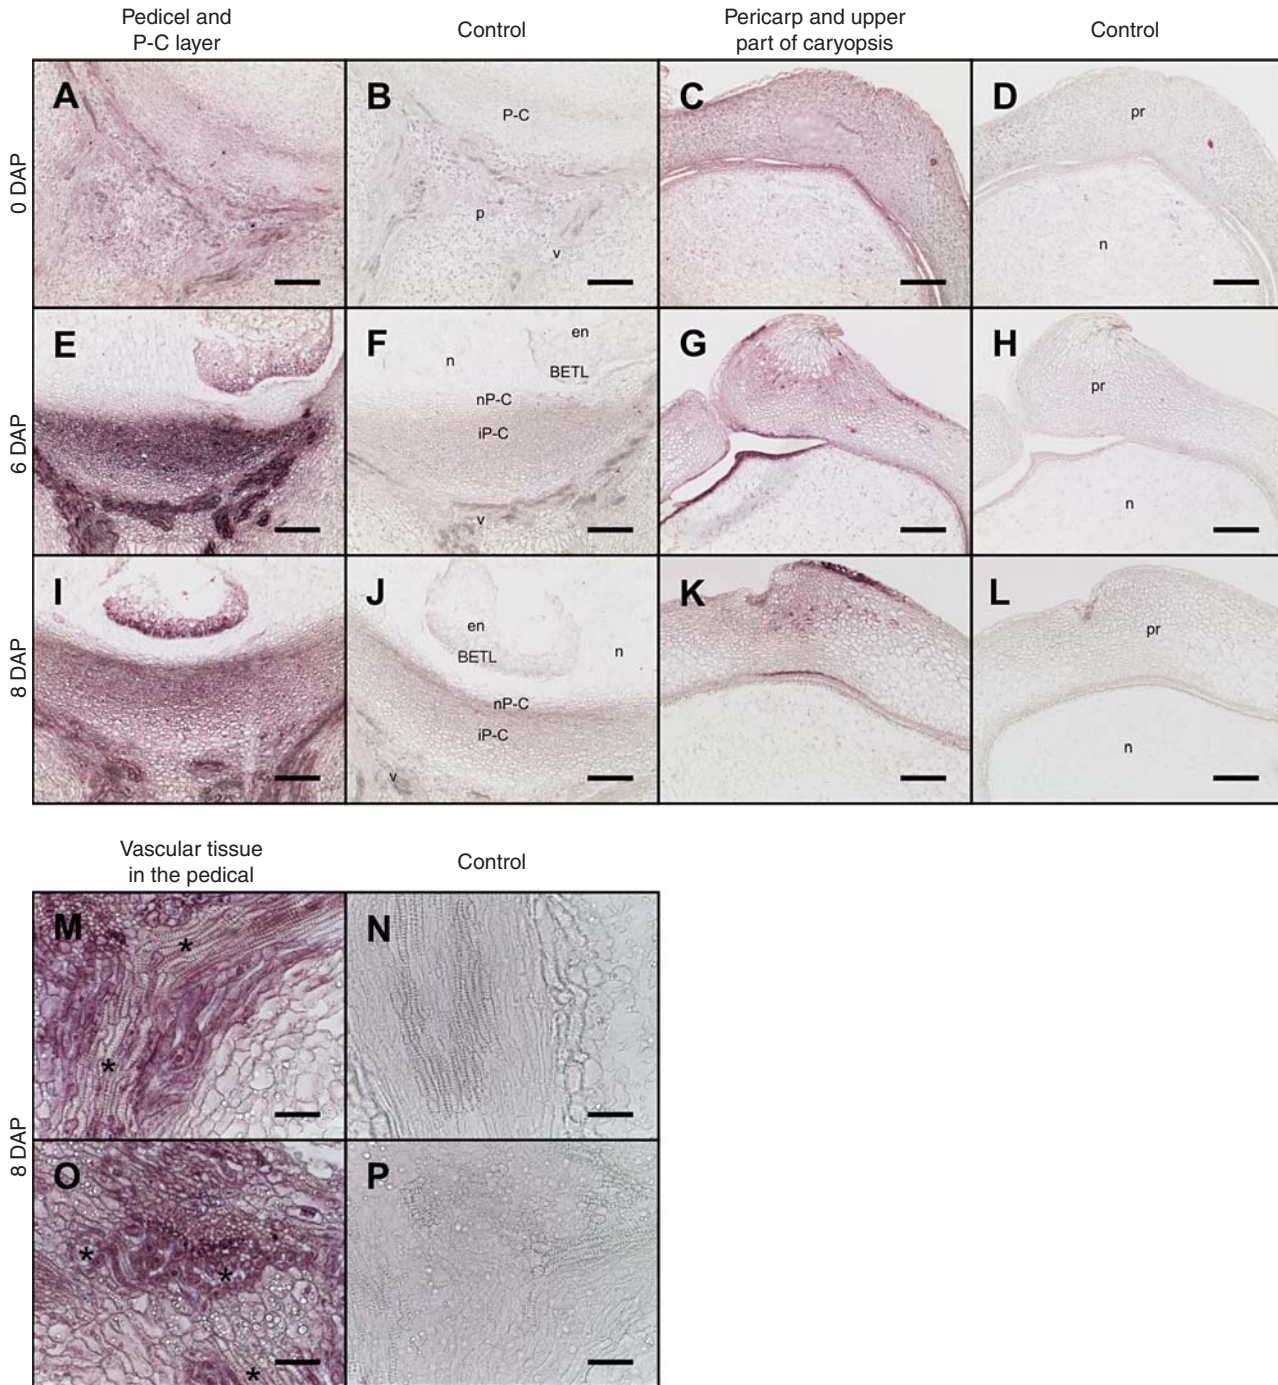 Pedicel and
P-C layer
Control
Pericarp and upper
part of caryopsis
Control
0 DAP
A
B
P-C
p
v
C
D
pr
n
6 DAP
E
F
en
n
BETL
nP-C
iP-C
v
G
H
pr
n
8 DAP
I
J
en
BETL
n
nP-C
iP-C
v
K
L
pr
n
Vascular tissue
in the pedical
Control
8 DAP
M
*
*
N
O
*
*
*
P